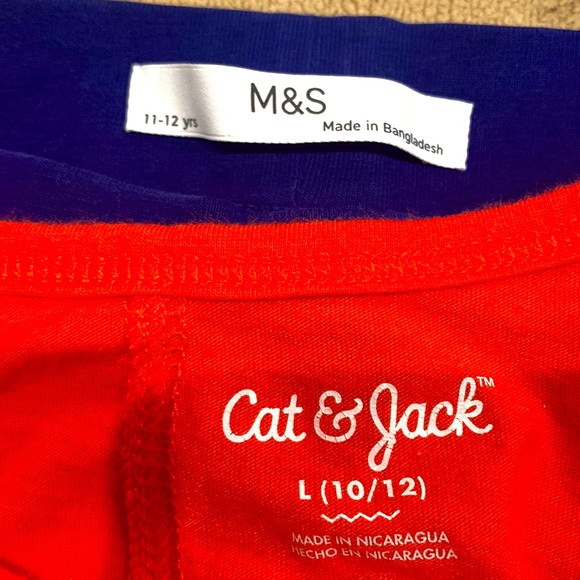 M&S
11-12 yrs
Made in Bangladesh
Cat & Jack™
L (10/12)
MADE IN NICARAGUA
HECHO EN NICARAGUA